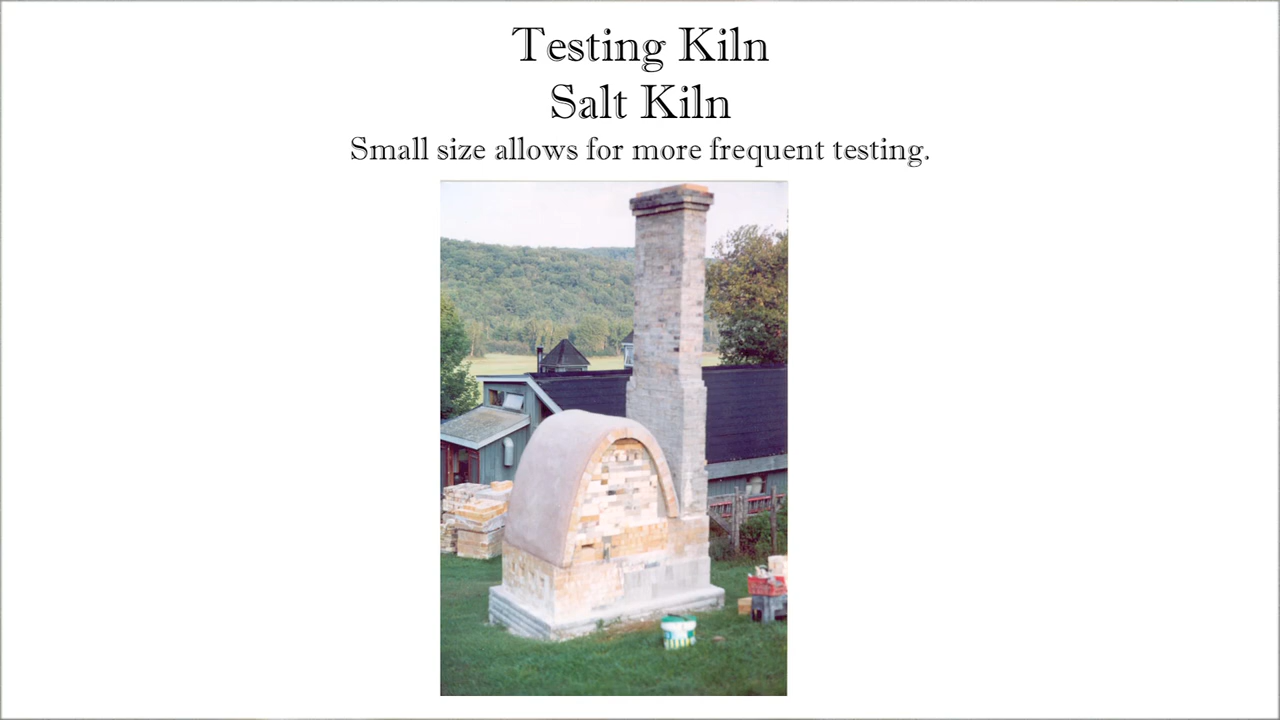 Testing Kiln
Salt Kiln
Small size allows for more frequent testing.